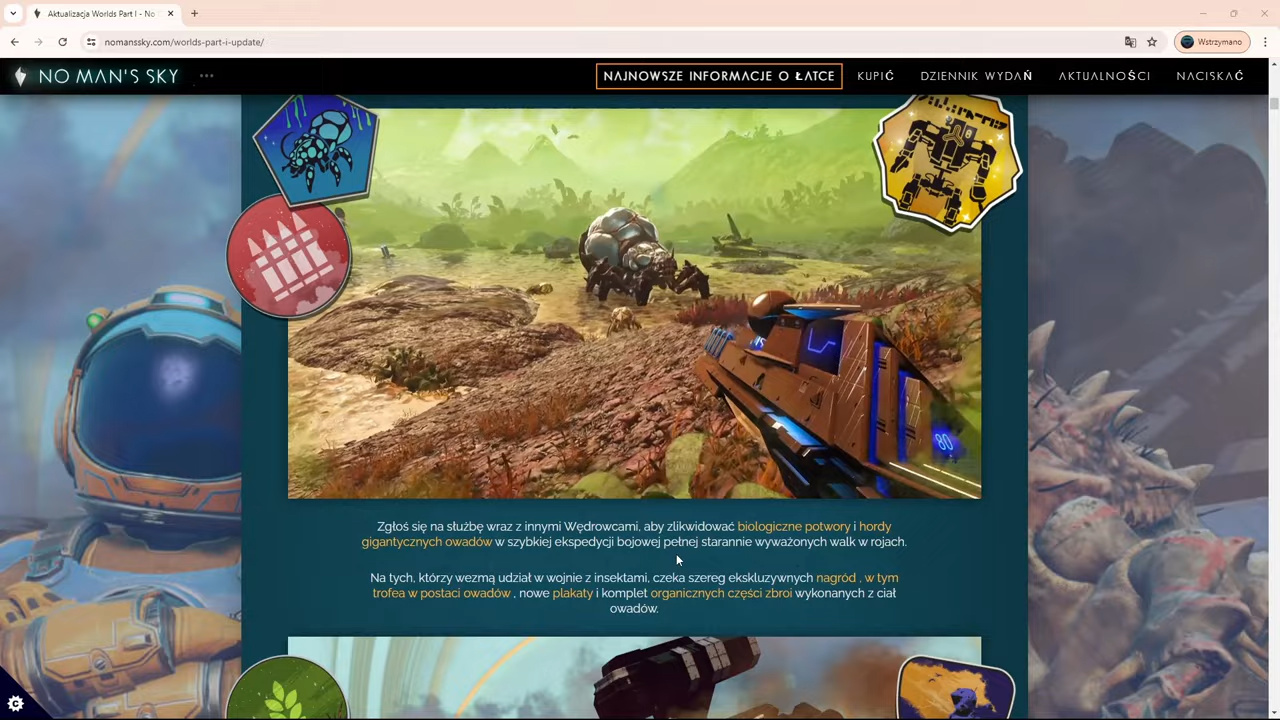 Aktualizacja Worlds Part I - No
nomanssky.com/worlds-part-i-update/
Wstrzymano
NO MAN'S SKY
NAJNOWSZE INFORMACJE O ŁATCE
KUPIĆ
DZIENNIK WYDAŃ
AKTUALNOŚCI
NACISKAĆ
80
Zgłoś się na służbę wraz z innymi Wędrowcami, aby zlikwidować biologiczne potwory i hordy
gigantycznych owadów w szybkiej ekspedycji bojowej pełnej starannie wyważonych walk w rojach.
Na tych, którzy wezmą udział w wojnie z insektami, czeka szereg ekskluzywnych nagród , w tym
trofea w postaci owadów , nowe plakaty i komplet organicznych części zbroi wykonanych z ciał
owadów.